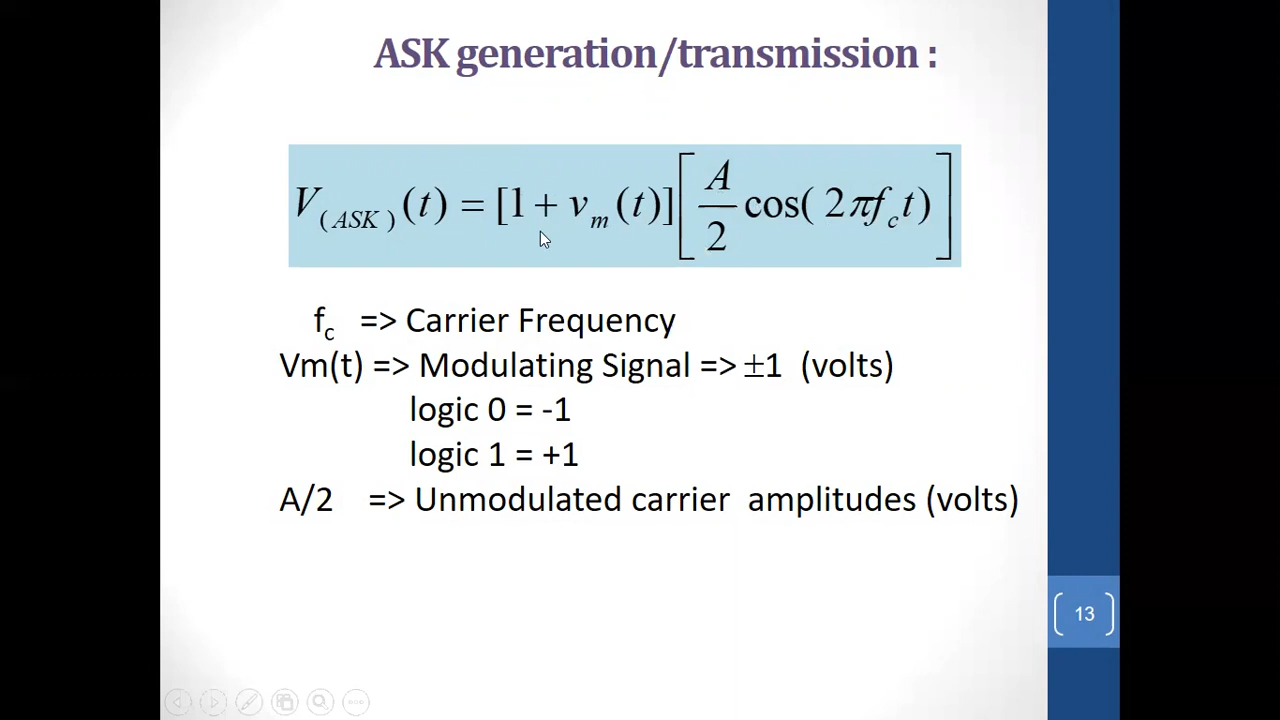 ASK generation/transmission :
V(ASK)(t) = [1 + vm(t)][A/2 cos( 2πfct)]
fc => Carrier Frequency
Vm(t) => Modulating Signal => ±1 (volts)
logic 0 = -1
logic 1 = +1
A/2 => Unmodulated carrier amplitudes (volts)
13